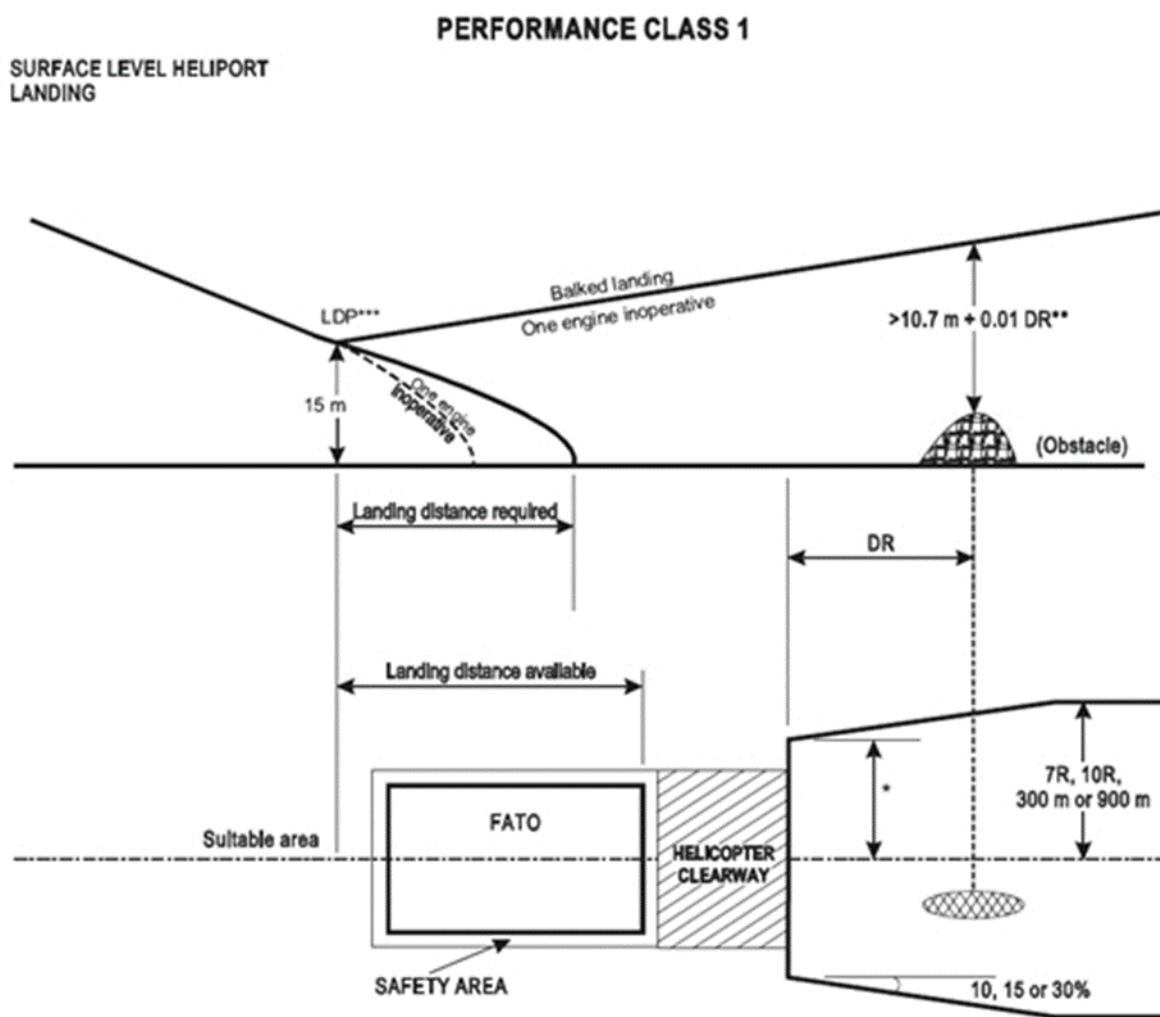 PERFORMANCE CLASS 1
SURFACE LEVEL HELIPORT
LANDING
LDP***
Balked landing
One engine inoperative
>10.7 m + 0.01 DR**
15 m
One engine
inoperative
(Obstacle)
Landing distance required
DR
Landing distance available
7R, 10R,
300 m or 900 m
*
FATO
Suitable area
HELICOPTER
CLEARWAY
SAFETY AREA
10, 15 or 30%